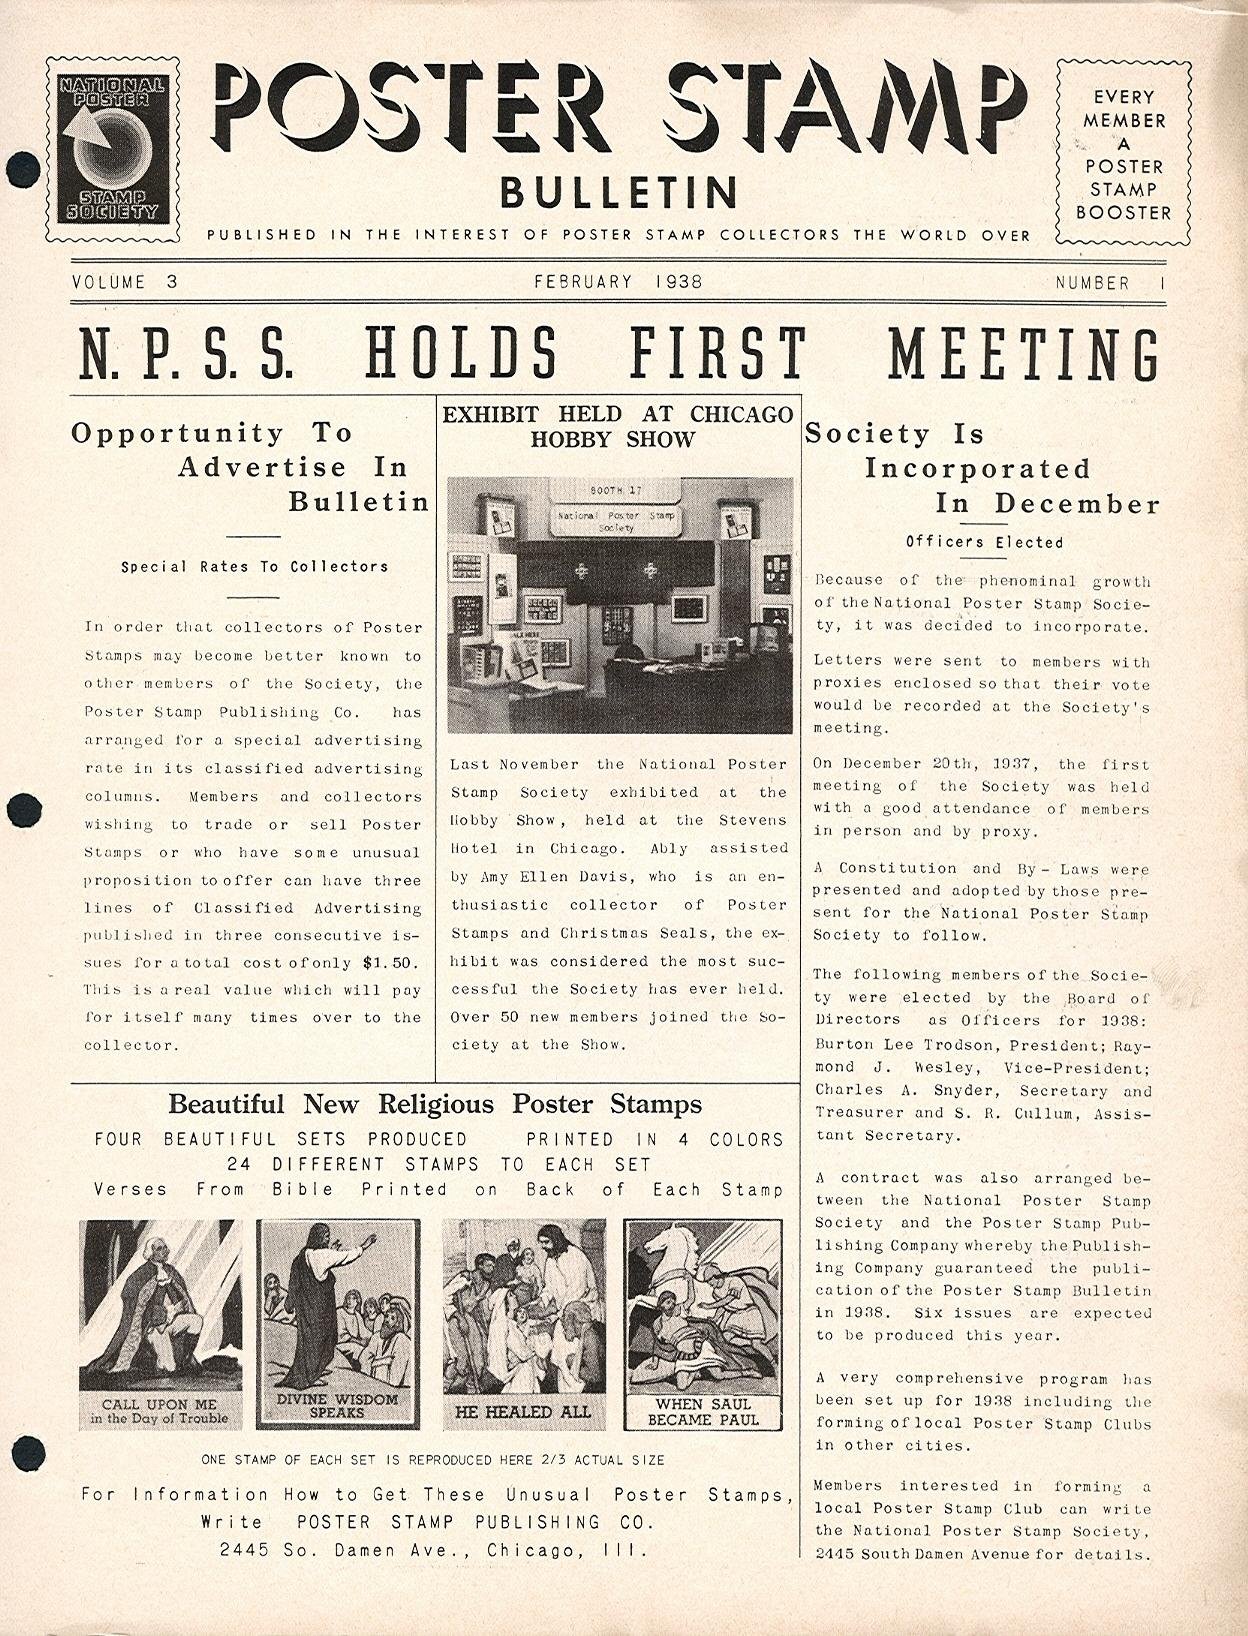 NATIONAL
POSTER
STAMP
SOCIETY
POSTER STAMP
BULLETIN
PUBLISHED IN THE INTEREST OF POSTER STAMP COLLECTORS THE WORLD OVER
EVERY
MEMBER
A
POSTER
STAMP
BOOSTER
VOLUME 3 FEBRUARY 1938 NUMBER 1
N.P.S.S. HOLDS FIRST MEETING
Opportunity To
Advertise In
Bulletin
Special Rates To Collectors
In order that collectors of Poster
Stamps may become better known to
other members of the Society, the
Poster Stamp Publishing Co. has
arranged for a special advertising
rate in its classified advertising
columns. Members and collectors
wishing to trade or sell Poster
Stamps or who have some unusual
proposition to offer can have three
lines of Classified Advertising
published in three consecutive is-
sues for a total cost of only $1.50.
This is a real value which will pay
for itself many times over to the
collector.
EXHIBIT HELD AT CHICAGO
HOBBY SHOW
BOOTH 17
National Poster Stamp
Society
Last November the National Poster
Stamp Society exhibited at the
Hobby Show, held at the Stevens
Hotel in Chicago. Ably assisted
by Amy Ellen Davis, who is an en-
thusiastic collector of Poster
Stamps and Christmas Seals, the ex-
hibit was considered the most suc-
cessful the Society has ever held.
Over 50 new members joined the So-
ciety at the Show.
Society Is
Incorporated
In December
Officers Elected
Because of the phenominal growth
of the National Poster Stamp Socie-
ty, it was decided to incorporate.
Letters were sent to members with
proxies enclosed so that their vote
would be recorded at the Society's
meeting.
On December 20th, 1937, the first
meeting of the Society was held
with a good attendance of members
in person and by proxy.
A Constitution and By-Laws were
presented and adopted by those pre-
sent for the National Poster Stamp
Society to follow.
The following members of the Socie-
ty were elected by the Board of
Directors as Officers for 1938:
Burton Lee Trodson, President; Ray-
mond J. Wesley, Vice-President;
Charles A. Snyder, Secretary and
Treasurer and S. R. Cullum, Assis-
tant Secretary.
A contract was also arranged be-
tween the National Poster Stamp
Society and the Poster Stamp Pub-
lishing Company whereby the Publish-
ing Company guaranteed the publi-
cation of the Poster Stamp Bulletin
in 1938. Six issues are expected
to be produced this year.
A very comprehensive program has
been set up for 1938 including the
forming of local Poster Stamp Clubs
in other cities.
Members interested in forming a
local Poster Stamp Club can write
the National Poster Stamp Society,
2445 South Damen Avenue for details.
Beautiful New Religious Poster Stamps
FOUR BEAUTIFUL SETS PRODUCED PRINTED IN 4 COLORS
24 DIFFERENT STAMPS TO EACH SET
Verses From Bible Printed on Back of Each Stamp
CALL UPON ME
in the Day of Trouble
DIVINE WISDOM
SPEAKS
HE HEALED ALL
WHEN SAUL
BECAME PAUL
ONE STAMP OF EACH SET IS REPRODUCED HERE 2/3 ACTUAL SIZE
For Information How to Get These Unusual Poster Stamps,
Write POSTER STAMP PUBLISHING CO.
2445 So. Damen Ave., Chicago, Ill.